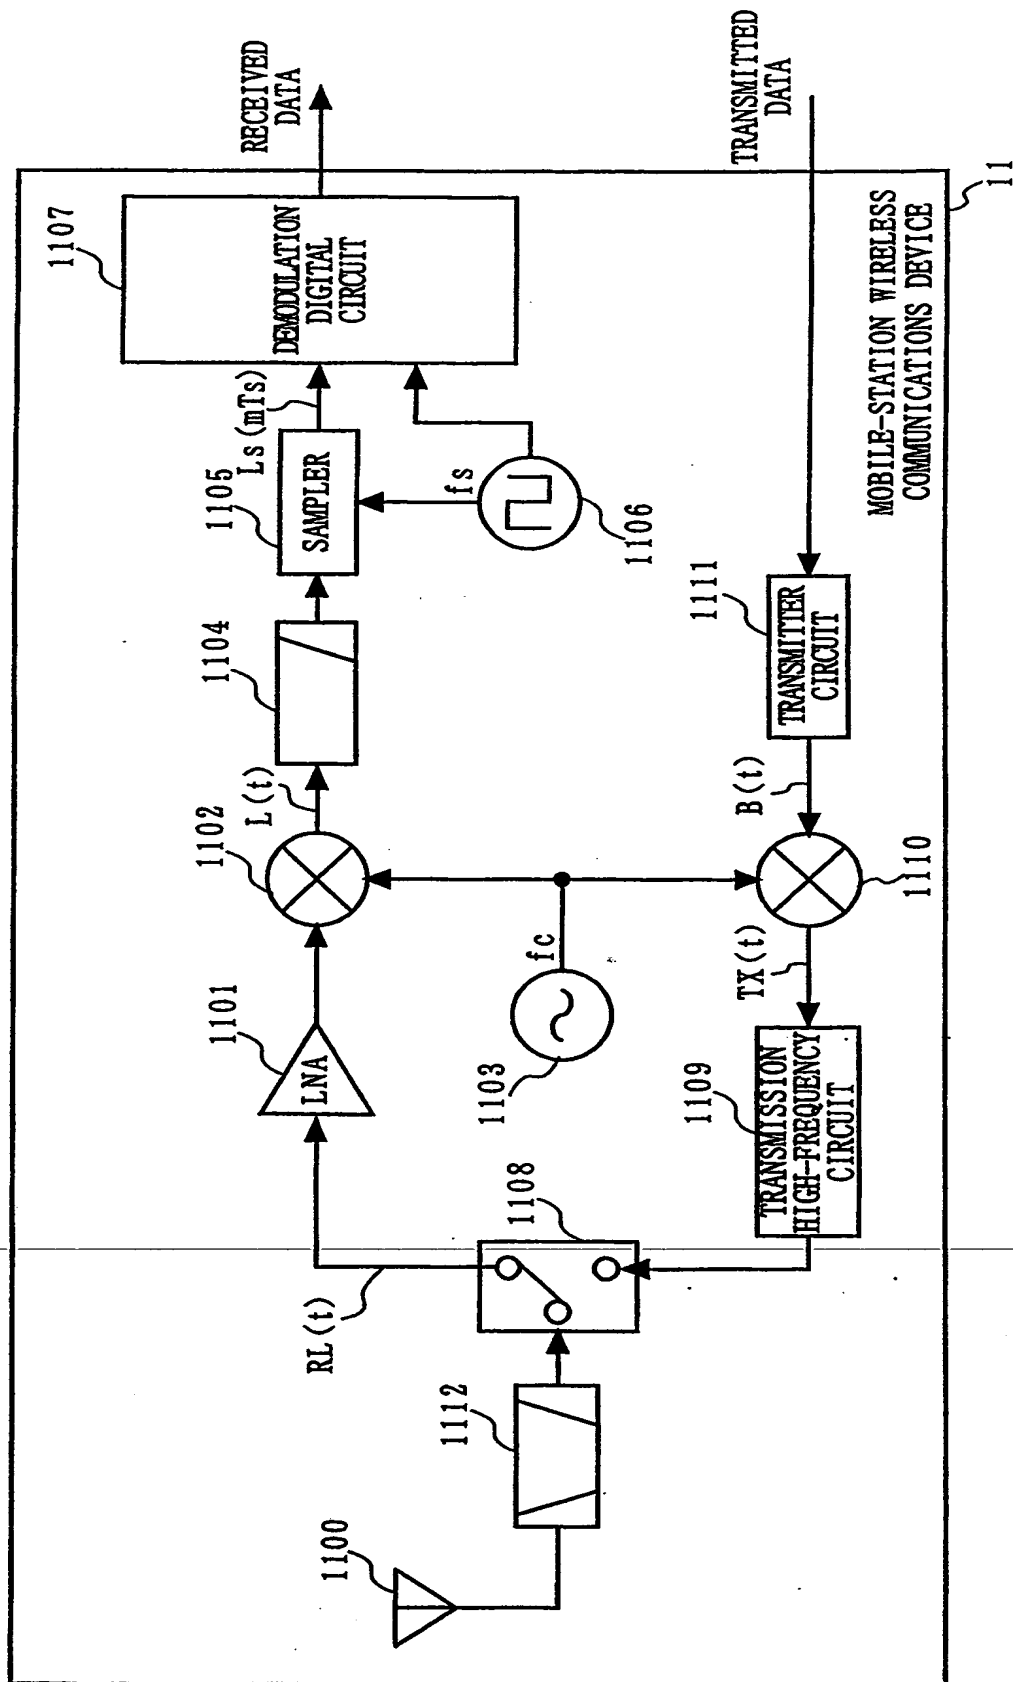 1107
RECEIVED
DATA
DEMODULATION
DIGITAL
CIRCUIT
TRANSMITTED
DATA
11
MOBILE-STATION WIRELESS
COMMUNICATIONS DEVICE
1105
Ls(mTs)
SAMPLER
fs
1106
1104
1111
TRANSMITTER
CIRCUIT
L(t)
B(t)
1102
1110
fc
TX(t)
1101
LNA
1103
1109
TRANSMISSION
HIGH-FREQUENCY
CIRCUIT
1108
RL(t)
1112
1100